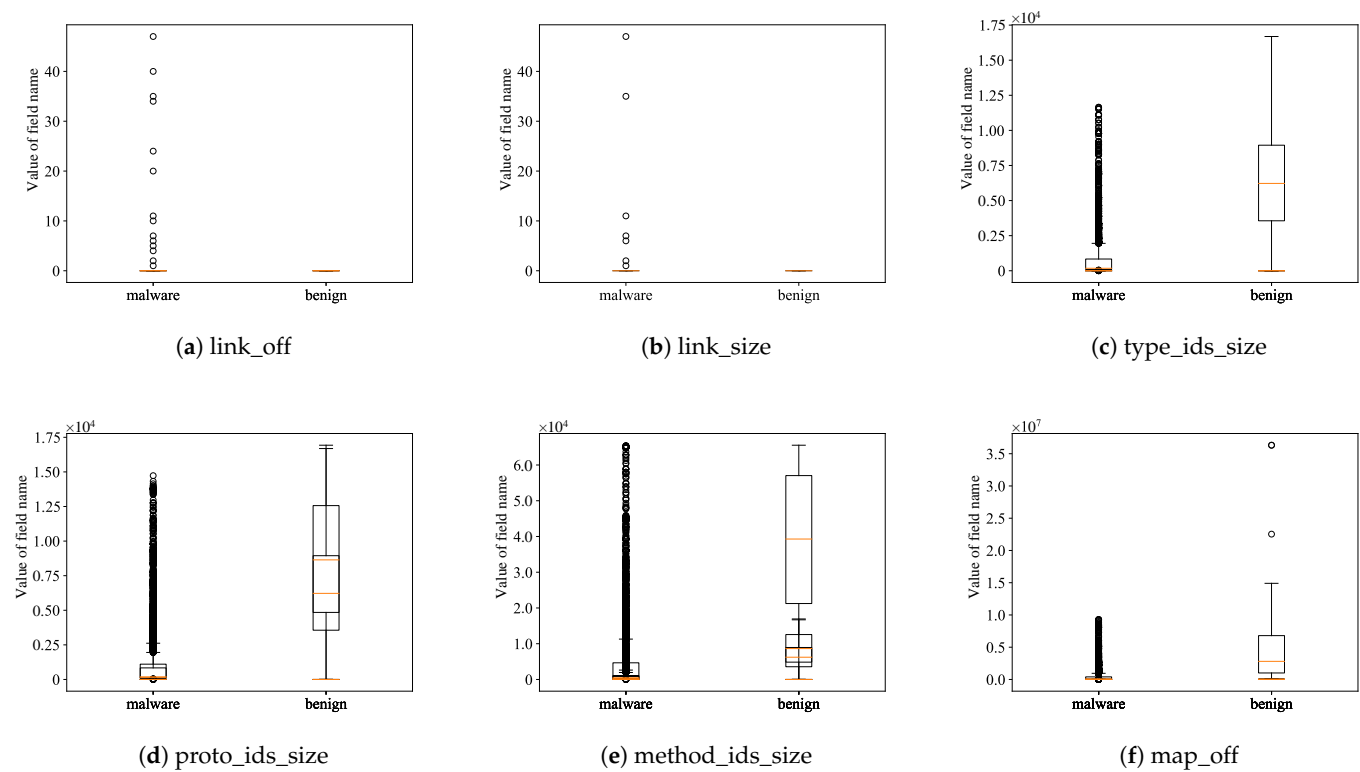 Value of field name
40
30
20
10
0
malware benign
(a) link_off
Value of field name
40
30
20
10
0
malware benign
(b) link_size
×10⁴
Value of field name
1.75
1.50
1.25
1.00
0.75
0.50
0.25
0
malware benign
(c) type_ids_size
×10⁴
Value of field name
1.75
1.50
1.25
1.00
0.75
0.50
0.25
0
malware benign
(d) proto_ids_size
×10⁴
Value of field name
6.0
5.0
4.0
3.0
2.0
1.0
0
malware benign
(e) method_ids_size
×10⁷
Value of field name
3.5
3.0
2.5
2.0
1.5
1.0
0.5
0.0
malware benign
(f) map_off